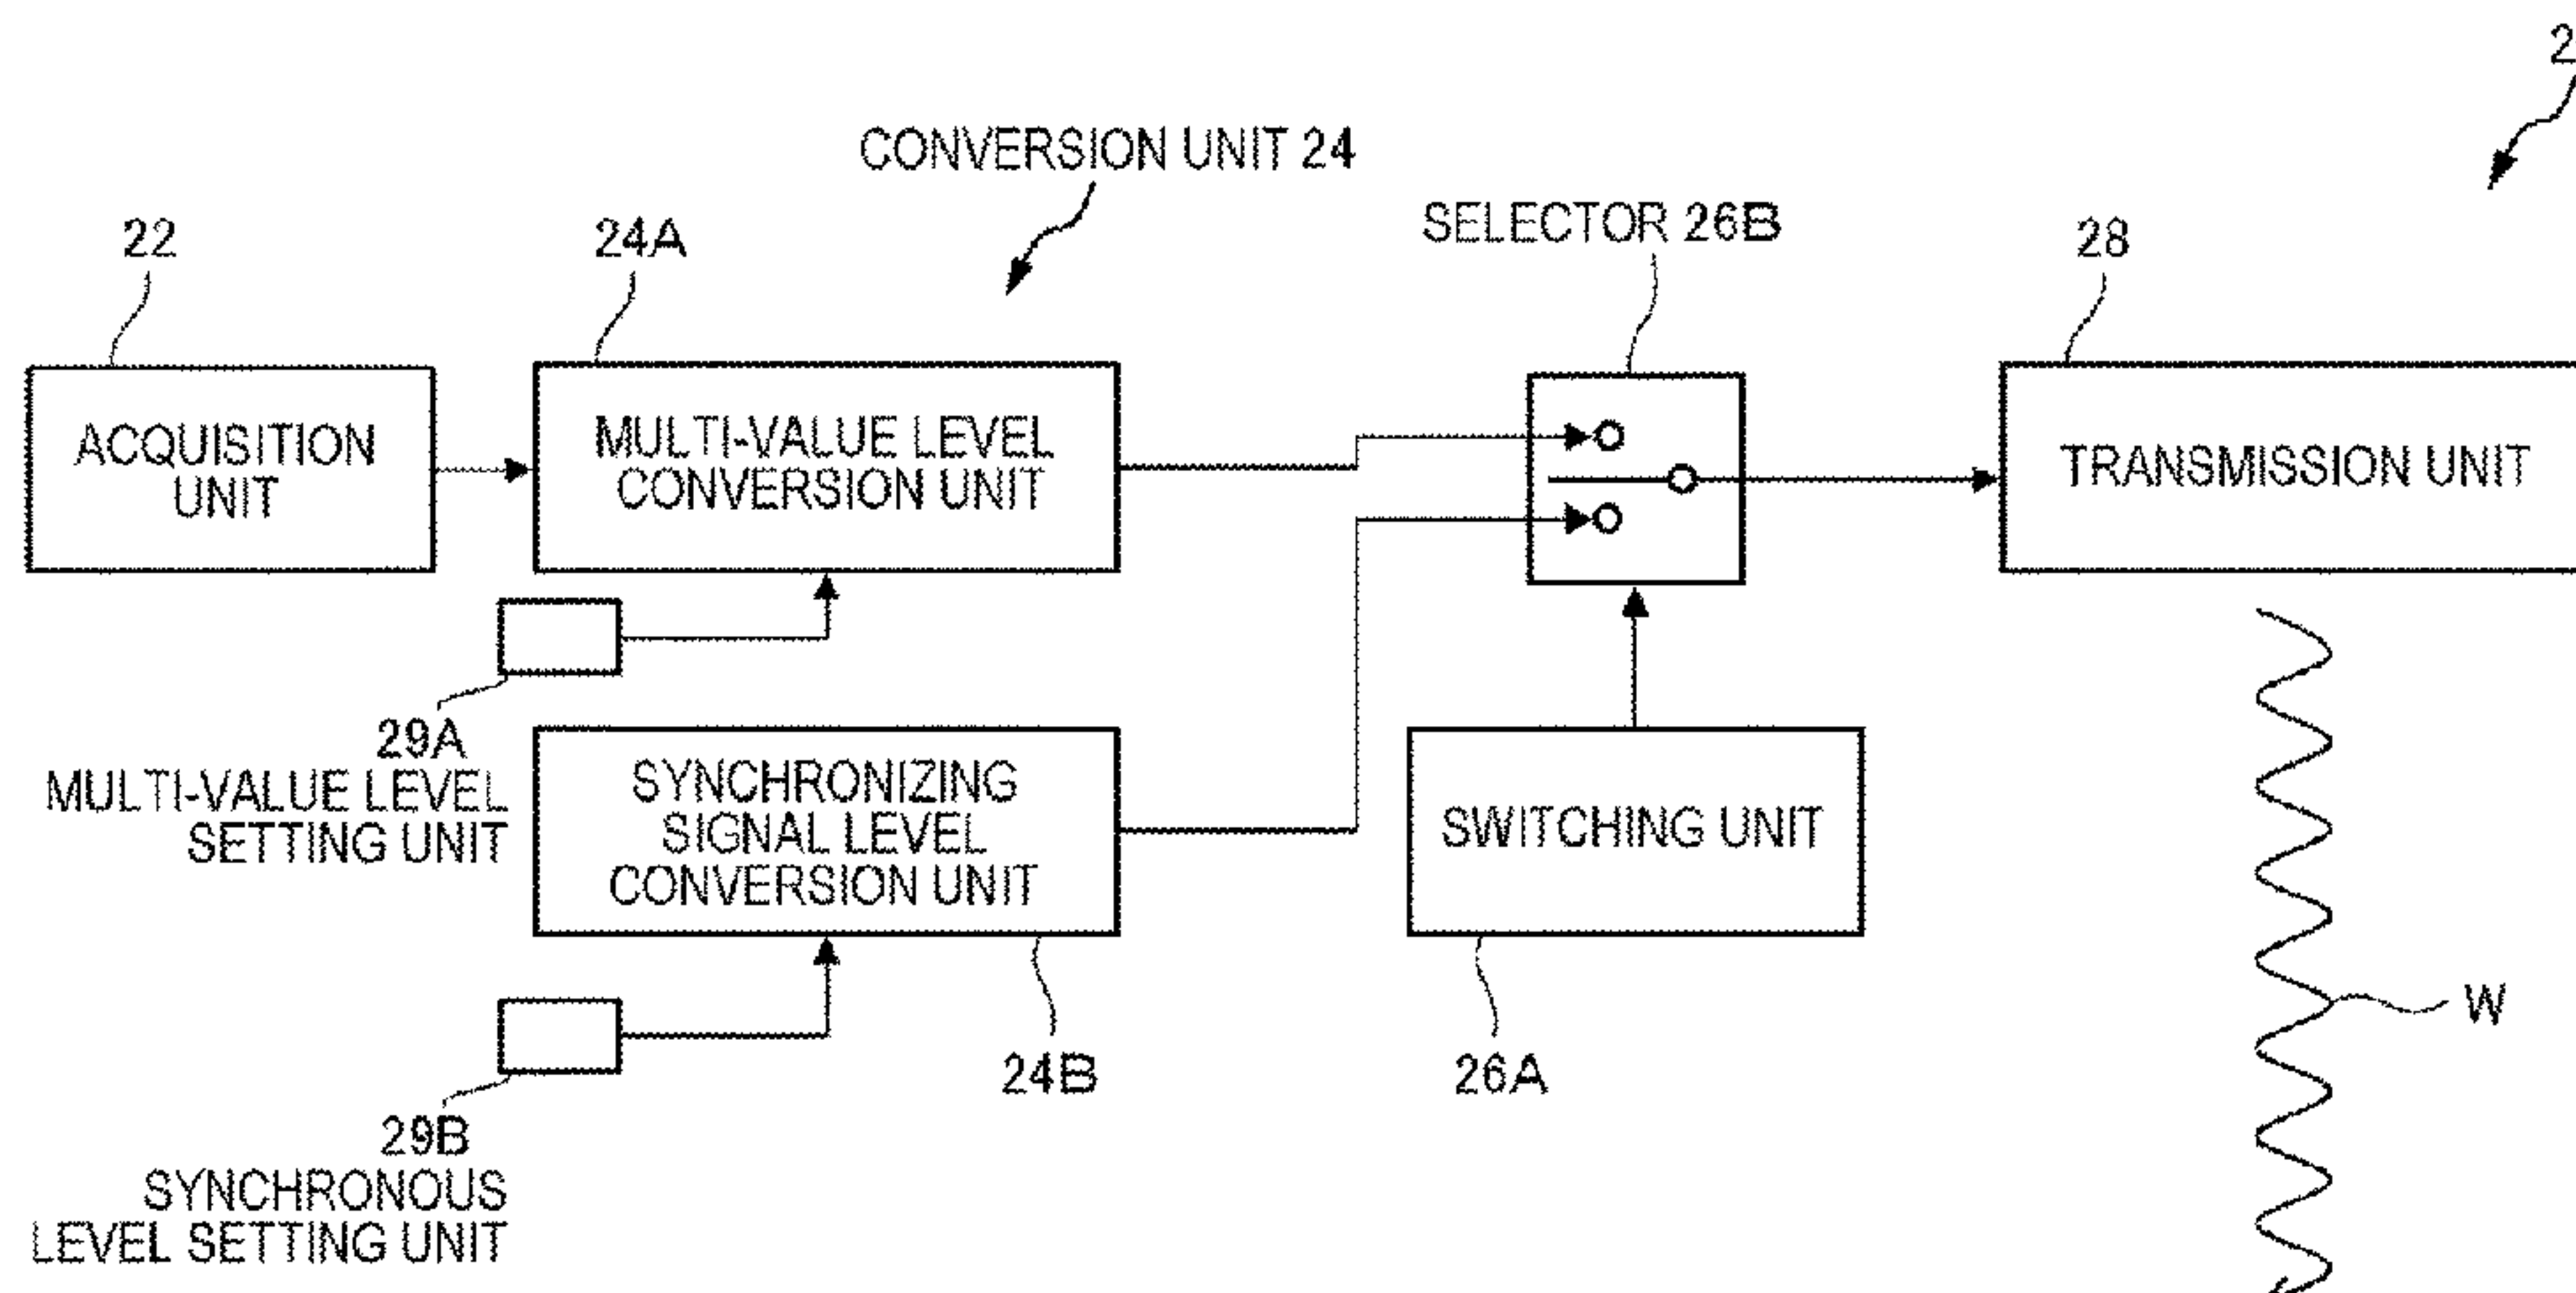 2
CONVERSION UNIT 24
22
24A
SELECTOR 26B
28
ACQUISITION
UNIT
MULTI-VALUE LEVEL
CONVERSION UNIT
TRANSMISSION UNIT
29A
MULTI-VALUE LEVEL
SETTING UNIT
SYNCHRONIZING
SIGNAL LEVEL
CONVERSION UNIT
SWITCHING UNIT
W
24B
26A
29B
SYNCHRONOUS
LEVEL SETTING UNIT